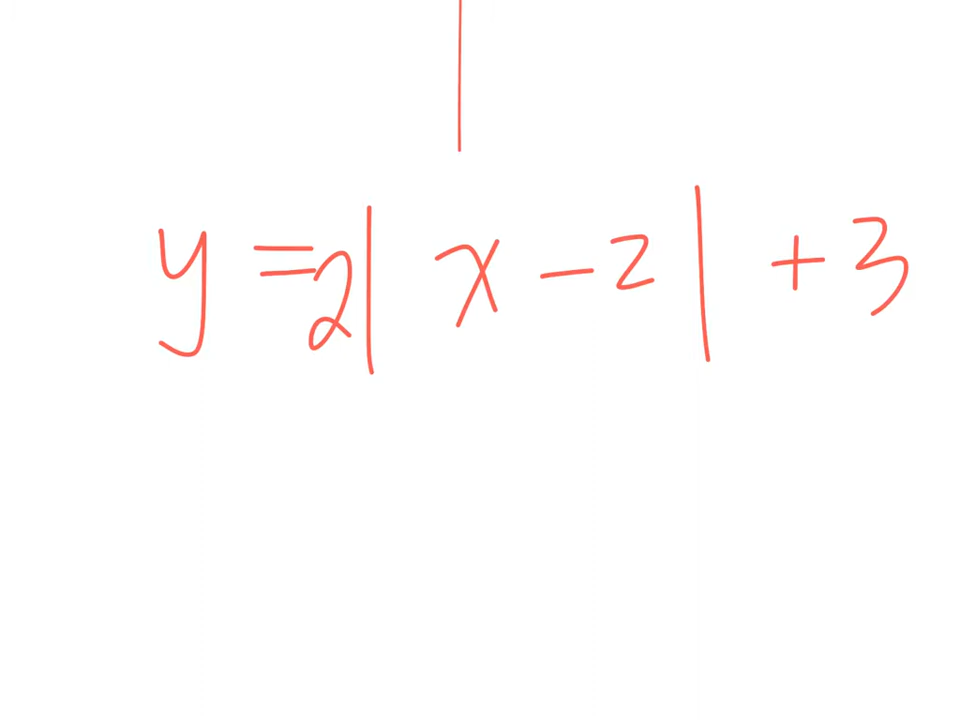 y = 2| x - 2 | + 3